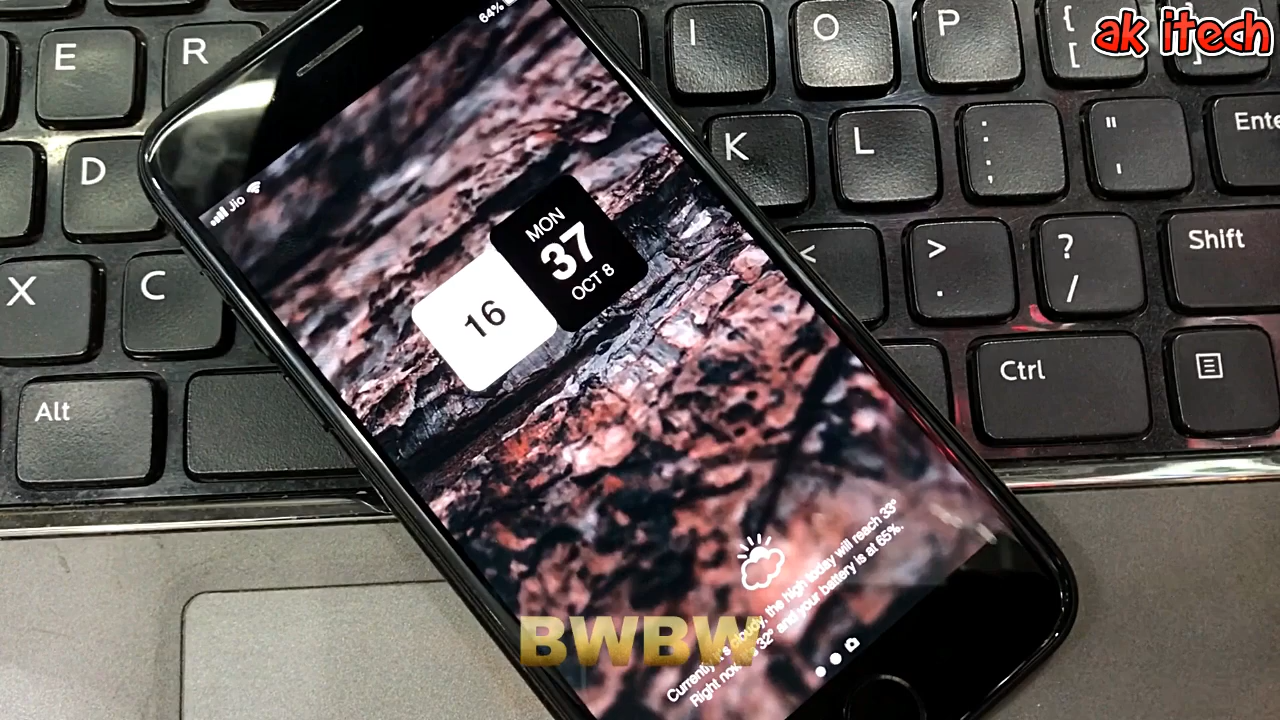 ak itech
64%
Jio
MON
37
OCT 8
16
Currently it's cloudy, the high today will reach 33°
Right now it's 32° and your battery is at 65%.
BWBW
E
R
I
O
P
{
[
D
K
L
:
;
"
'
Ente
X
C
<
>
.
?
/
Shift
Alt
Ctrl